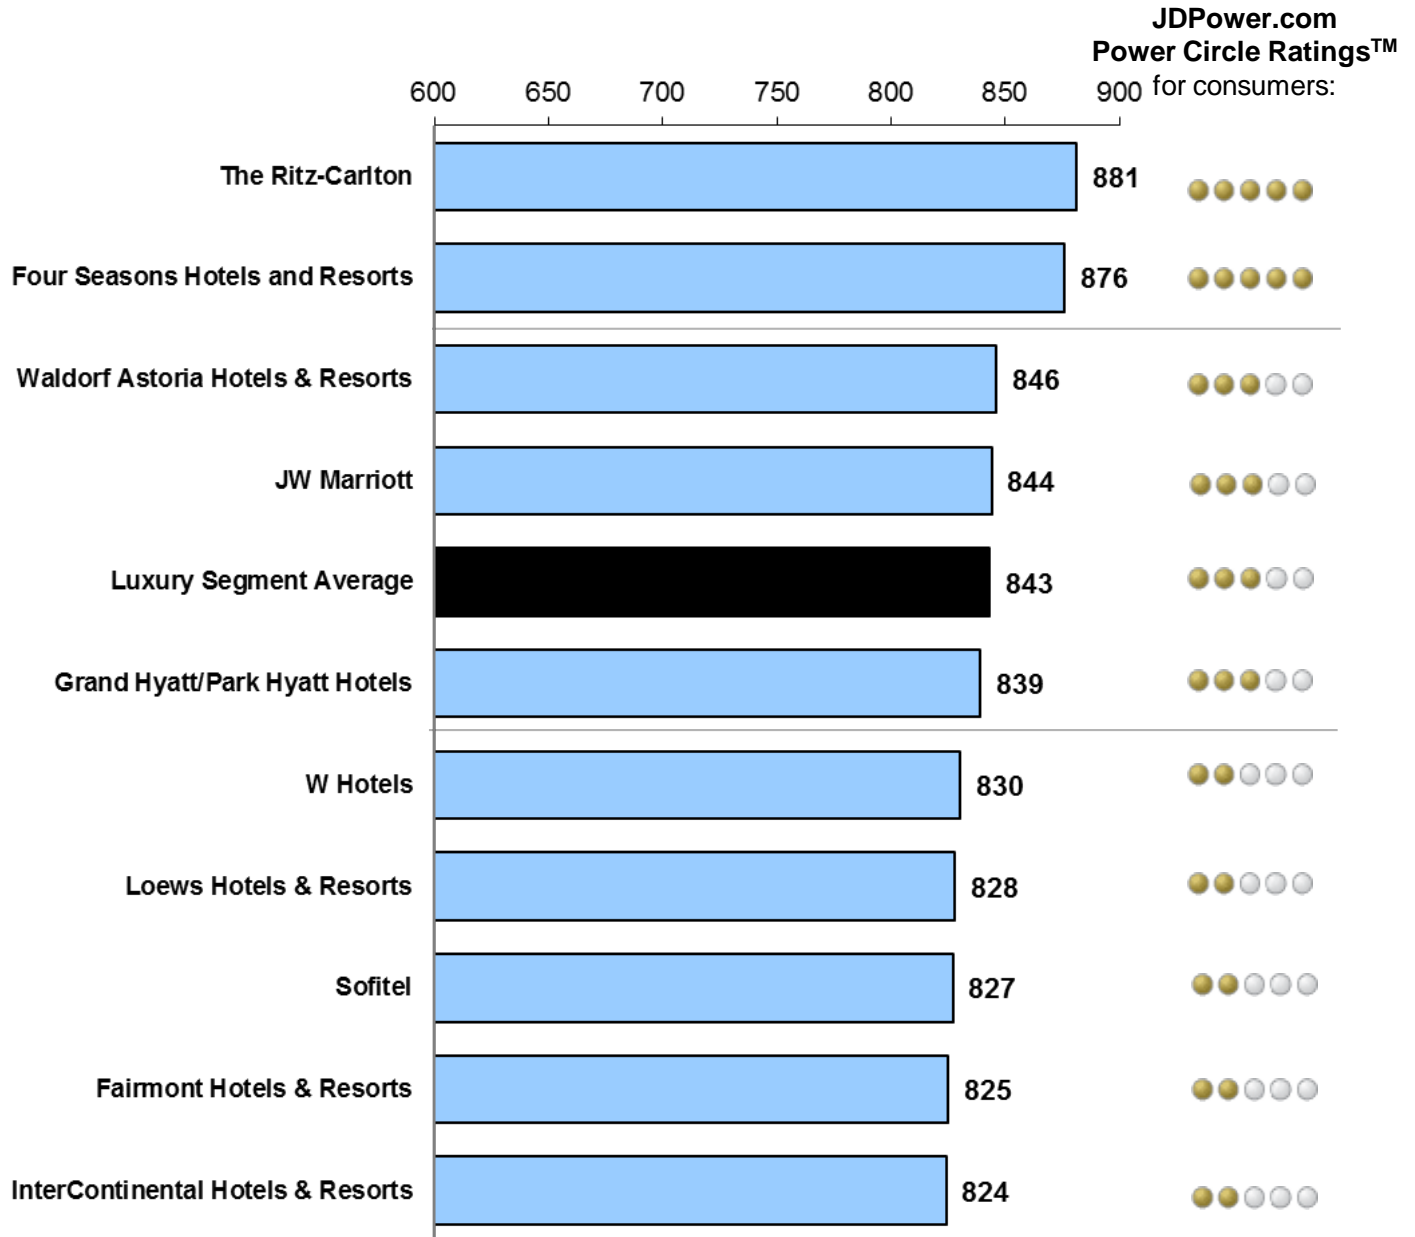 JDPower.com
Power Circle Ratings™
for consumers:
600 650 700 750 800 850 900
The Ritz-Carlton 881
Four Seasons Hotels and Resorts 876
Waldorf Astoria Hotels & Resorts 846
JW Marriott 844
Luxury Segment Average 843
Grand Hyatt/Park Hyatt Hotels 839
W Hotels 830
Loews Hotels & Resorts 828
Sofitel 827
Fairmont Hotels & Resorts 825
InterContinental Hotels & Resorts 824